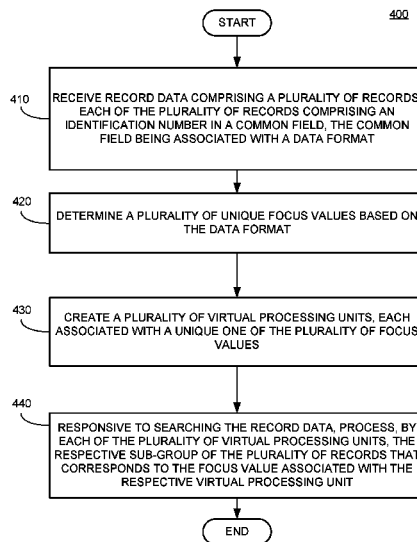 START
400
410
RECEIVE RECORD DATA COMPRISING A PLURALITY OF RECORDS
EACH OF THE PLURALITY OF RECORDS COMPRISING AN
IDENTIFICATION NUMBER IN A COMMON FIELD, THE COMMON
FIELD BEING ASSOCIATED WITH A DATA FORMAT
420
DETERMINE A PLURALITY OF UNIQUE FOCUS VALUES BASED ON
THE DATA FORMAT
430
CREATE A PLURALITY OF VIRTUAL PROCESSING UNITS, EACH
ASSOCIATED WITH A UNIQUE ONE OF THE PLURALITY OF FOCUS
VALUES
440
RESPONSIVE TO SEARCHING THE RECORD DATA, PROCESS, BY
EACH OF THE PLURALITY OF VIRTUAL PROCESSING UNITS, THE
RESPECTIVE SUB-GROUP OF THE PLURALITY OF RECORDS THAT
CORRESPONDS TO THE FOCUS VALUE ASSOCIATED WITH THE
RESPECTIVE VIRTUAL PROCESSING UNIT
END